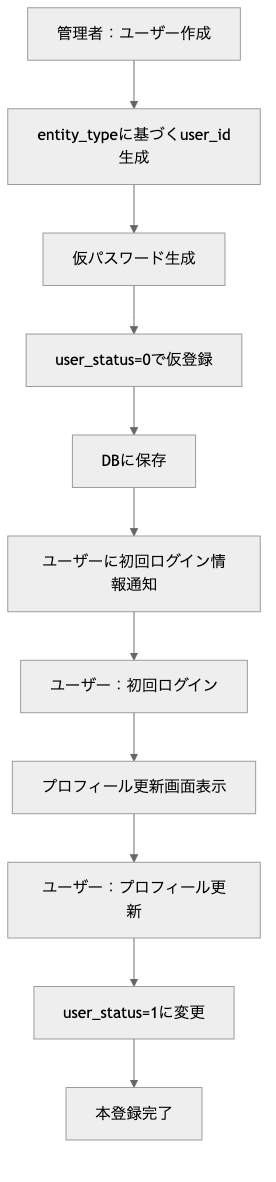 管理者：ユーザー作成
entity_typeに基づくuser_id
生成
仮パスワード生成
user_status=0で仮登録
DBに保存
ユーザーに初回ログイン情
報通知
ユーザー：初回ログイン
プロフィール更新画面表示
ユーザー：プロフィール更
新
user_status=1に変更
本登録完了